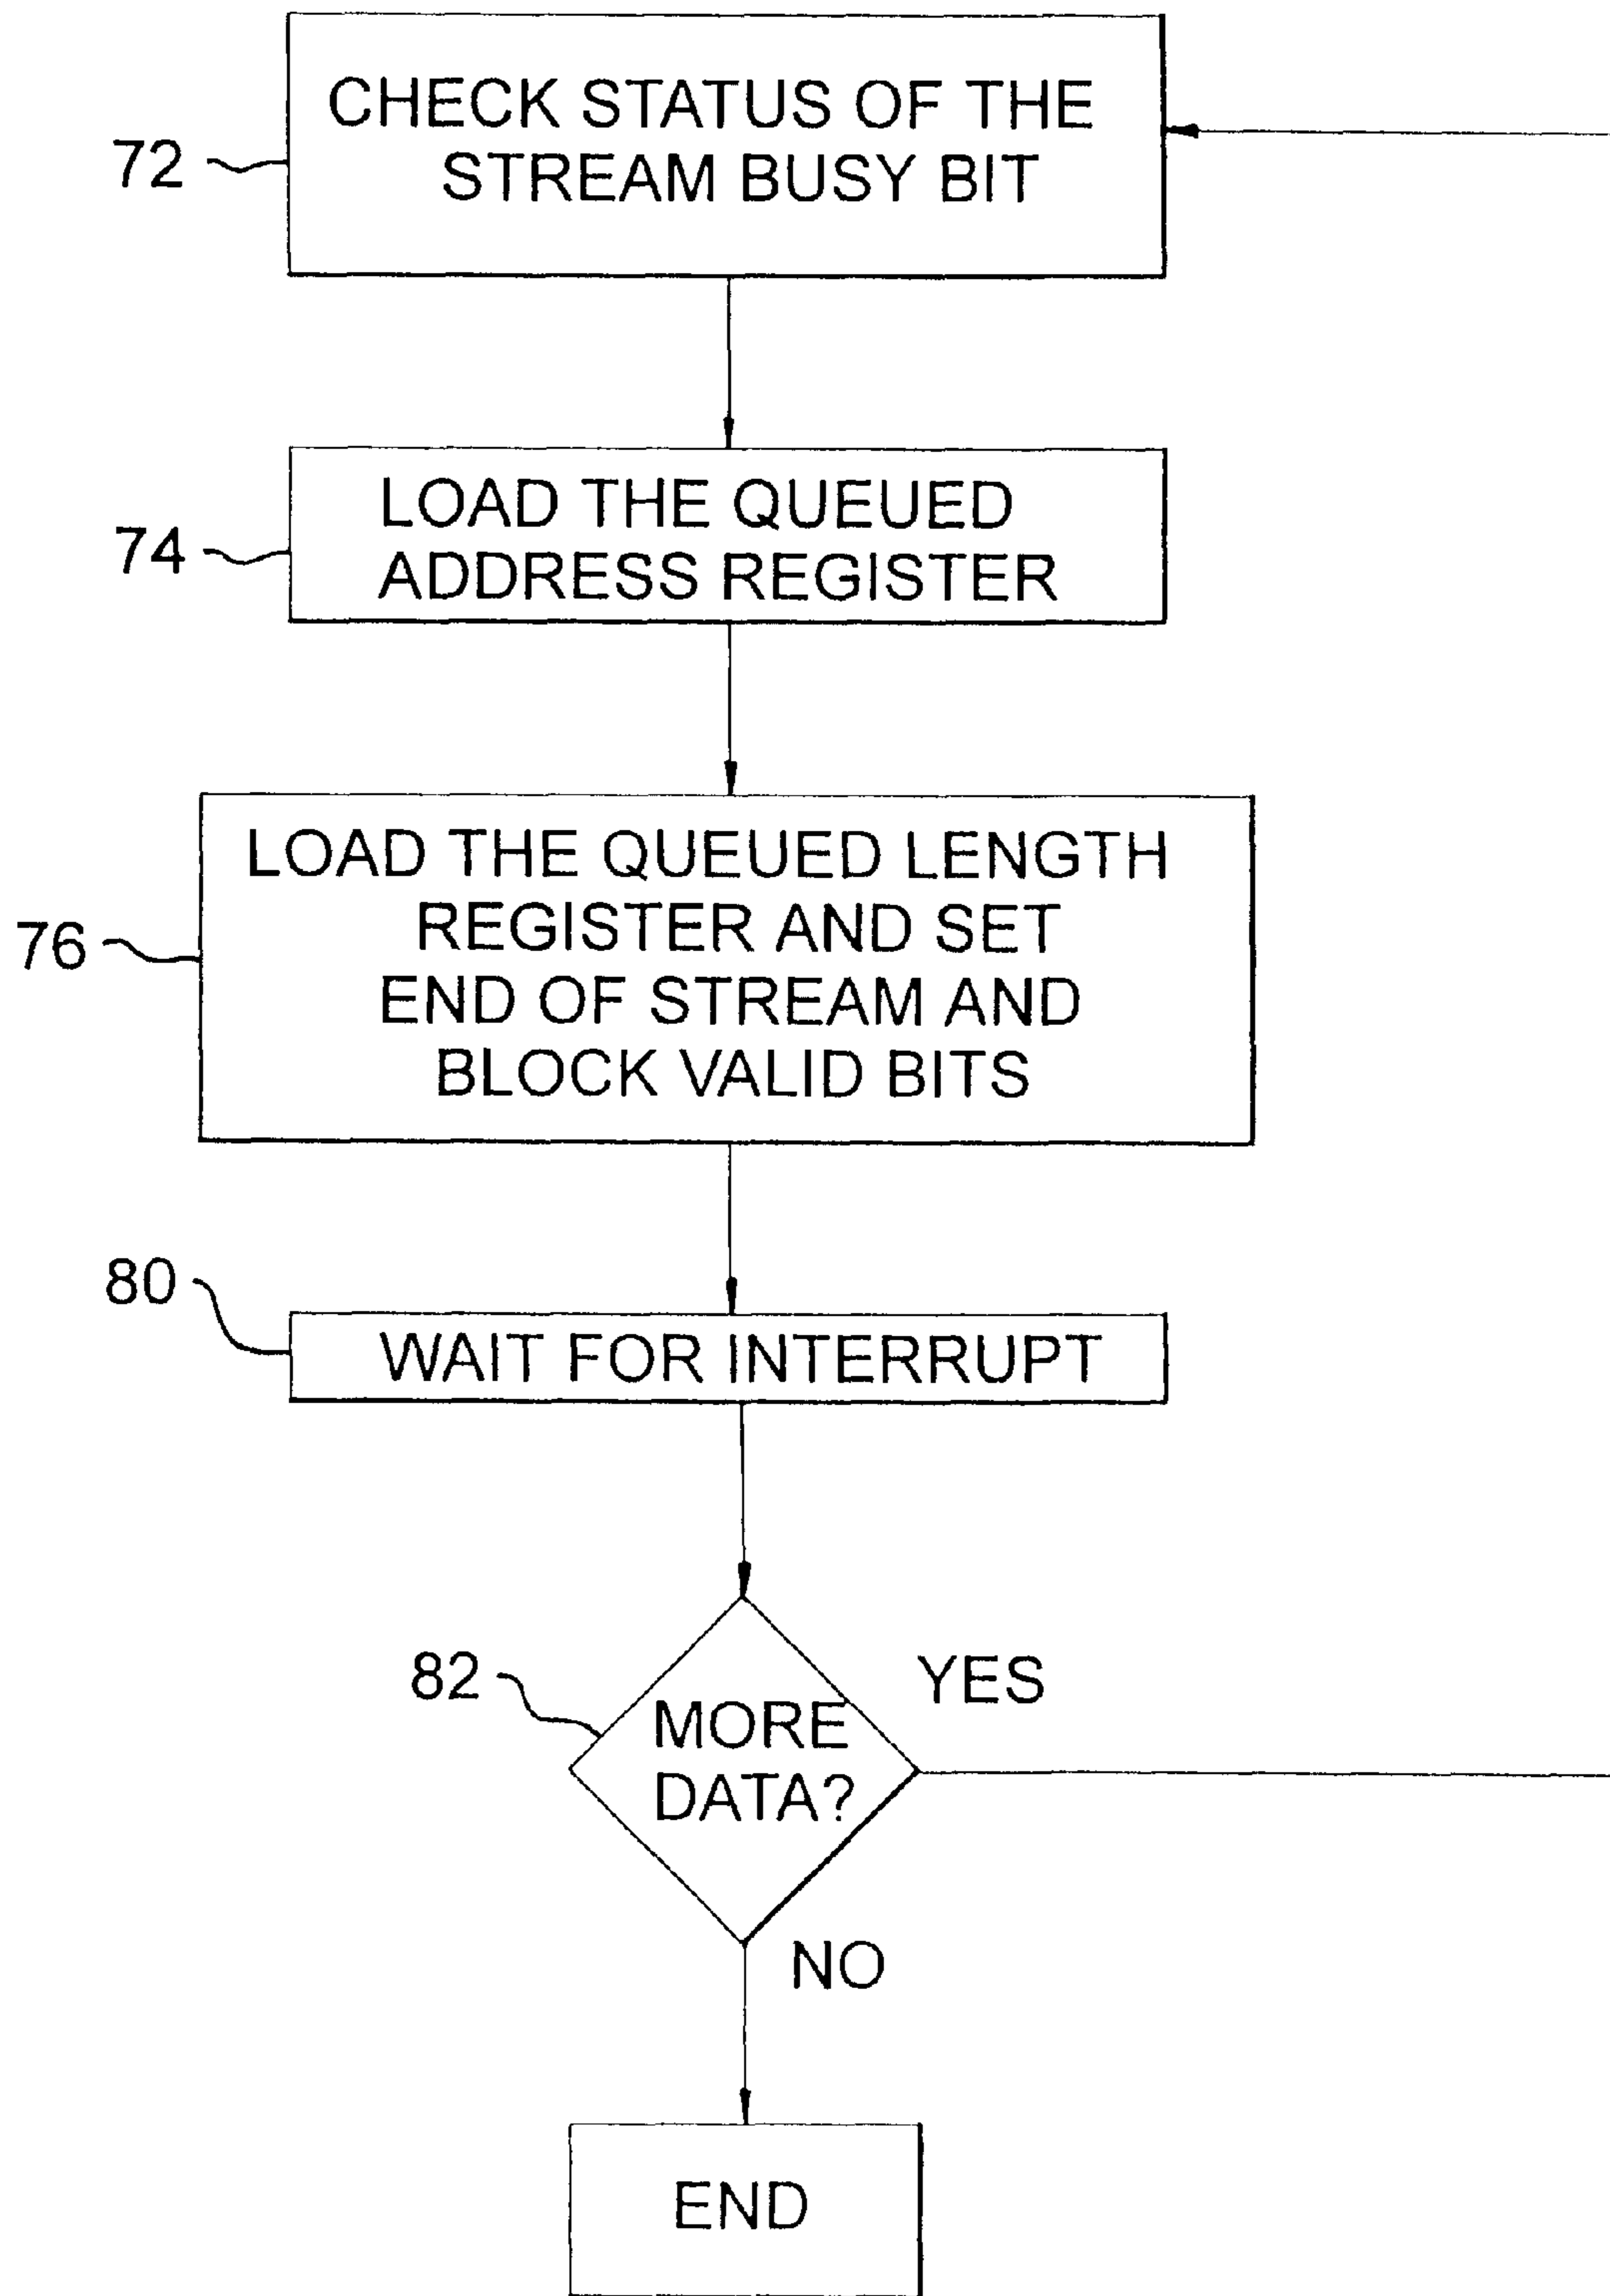 CHECK STATUS OF THE
STREAM BUSY BIT
72
LOAD THE QUEUED
ADDRESS REGISTER
74
LOAD THE QUEUED LENGTH
REGISTER AND SET
END OF STREAM AND
BLOCK VALID BITS
76
80
WAIT FOR INTERRUPT
82
YES
MORE
DATA?
NO
END